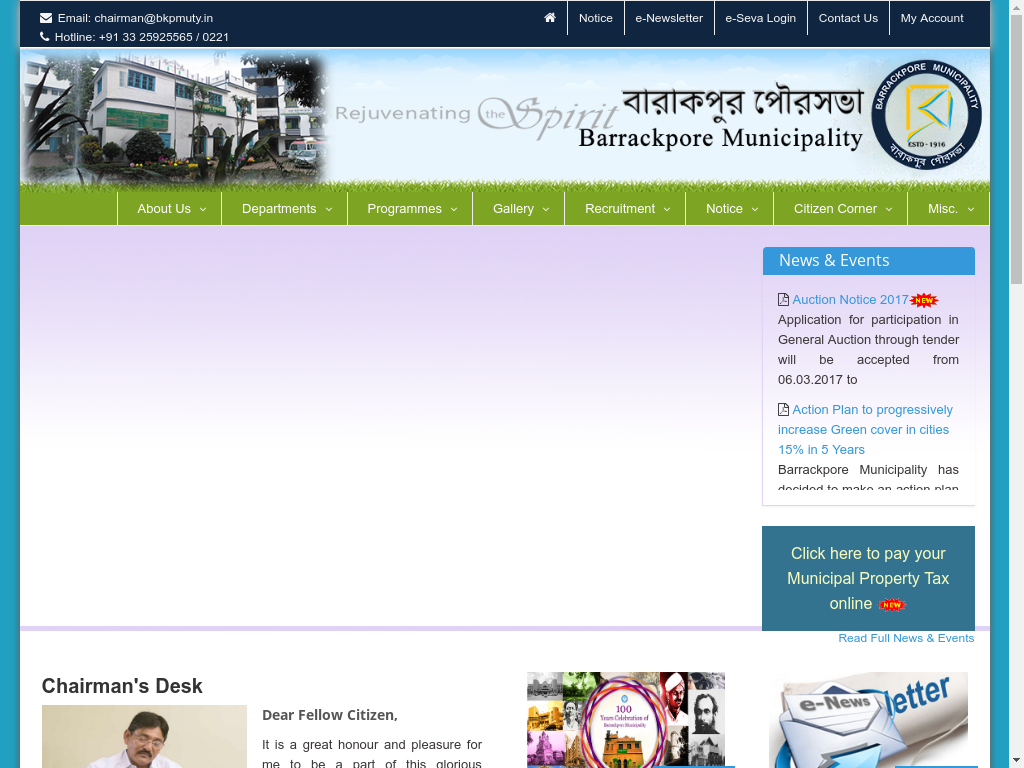 Email: chairman@bkpmuty.in
Hotline: +91 33 25925565 / 0221
Notice
e-Newsletter
e-Seva Login
Contact Us
My Account
Rejuvenating the Spirit
বারাকপুর পৌরসভা
Barrackpore Municipality
BARRACKPORE MUNICIPALITY
ESTD - 1916
বারাকপুর পৌরসভা
About Us
Departments
Programmes
Gallery
Recruitment
Notice
Citizen Corner
Misc.
News & Events
Auction Notice 2017 NEW
Application for participation in
General Auction through tender
will be accepted from
06.03.2017 to
Action Plan to progressively
increase Green cover in cities
15% in 5 Years
Barrackpore Municipality has
decided to make an action plan
Click here to pay your
Municipal Property Tax
online NEW
Read Full News & Events
Chairman's Desk
Dear Fellow Citizen,
It is a great honour and pleasure for
me to be a part of this glorious
100
Years Celebration of
Barrackpore Municipality
e-News letter